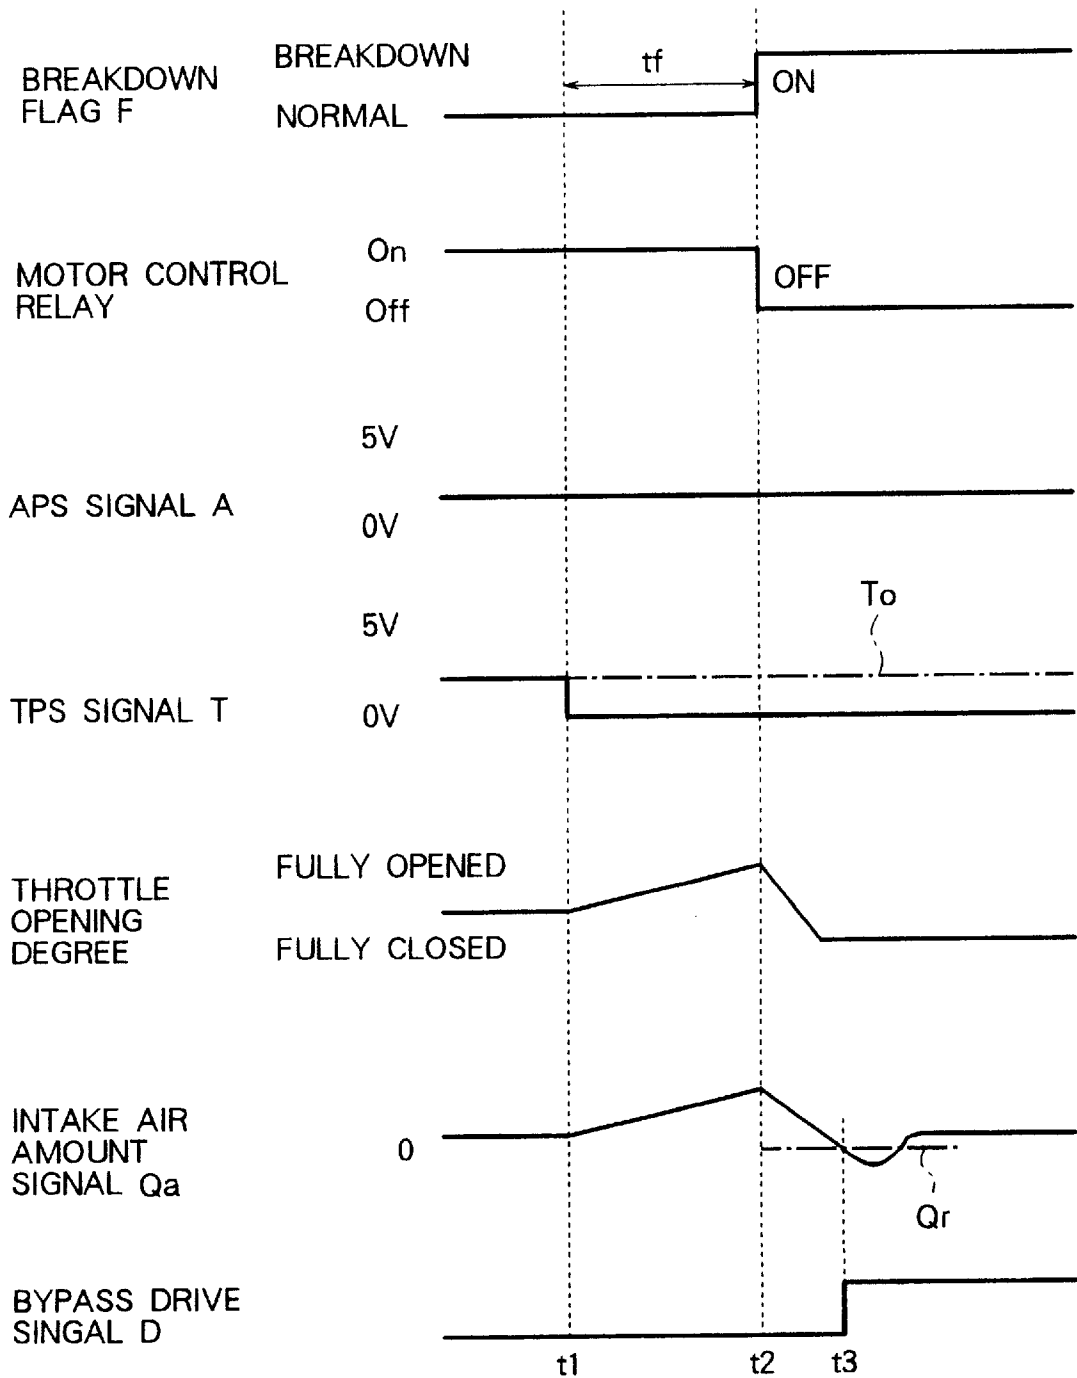 BREAKDOWN
tf
BREAKDOWN
FLAG F
ON
NORMAL
On
MOTOR CONTROL
RELAY
OFF
Off
5V
APS SIGNAL A
0V
To
5V
TPS SIGNAL T
0V
FULLY OPENED
THROTTLE
OPENING
DEGREE
FULLY CLOSED
INTAKE AIR
AMOUNT
SIGNAL Qa
0
Qr
BYPASS DRIVE
SINGAL D
t1
t2
t3